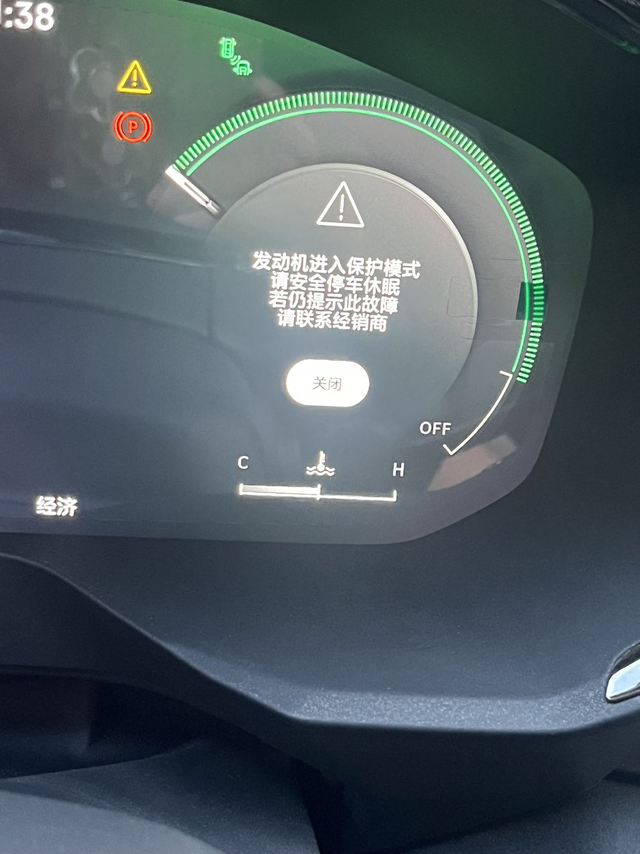 :38
P
发动机进入保护模式
请安全停车休眠
若仍提示此故障
请联系经销商
关闭
OFF
C
H
经济